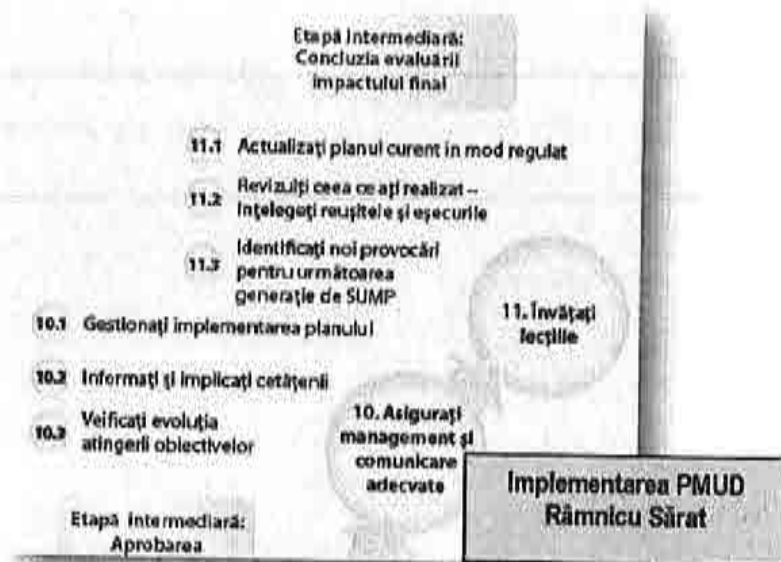 Etapă intermediară:
Concluzia evaluării
impactului final
11.1 Actualizați planul curent în mod regulat
11.2 Revizuiți ceea ce ați realizat –
înțelegeți reușitele și eșecurile
11.3 Identificați noi provocări
pentru următoarea
generație de SUMP
11. Învățați
lecțiile
10.1 Gestionați implementarea planului
10.2 Informați și implicați cetățenii
10.3 Veificați evoluția
atingerii obiectivelor
10. Asigurați
management și
comunicare
adecvate
Etapă intermediară:
Aprobarea
Implementarea PMUD
Râmnicu Sărat